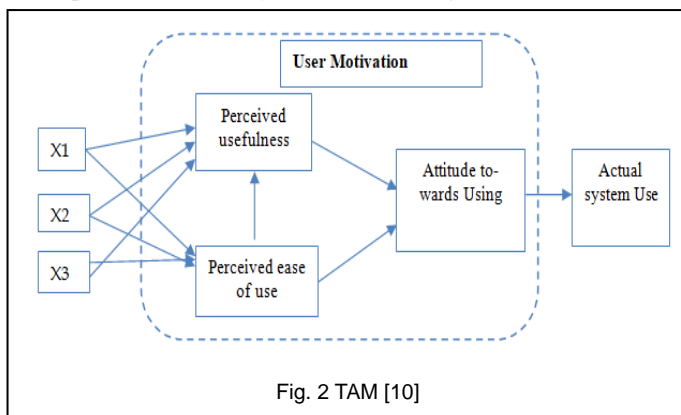 User Motivation
Perceived
usefulness
X1
X2
X3
Perceived ease
of use
Attitude to-
wards Using
Actual
system Use
Fig. 2 TAM [10]